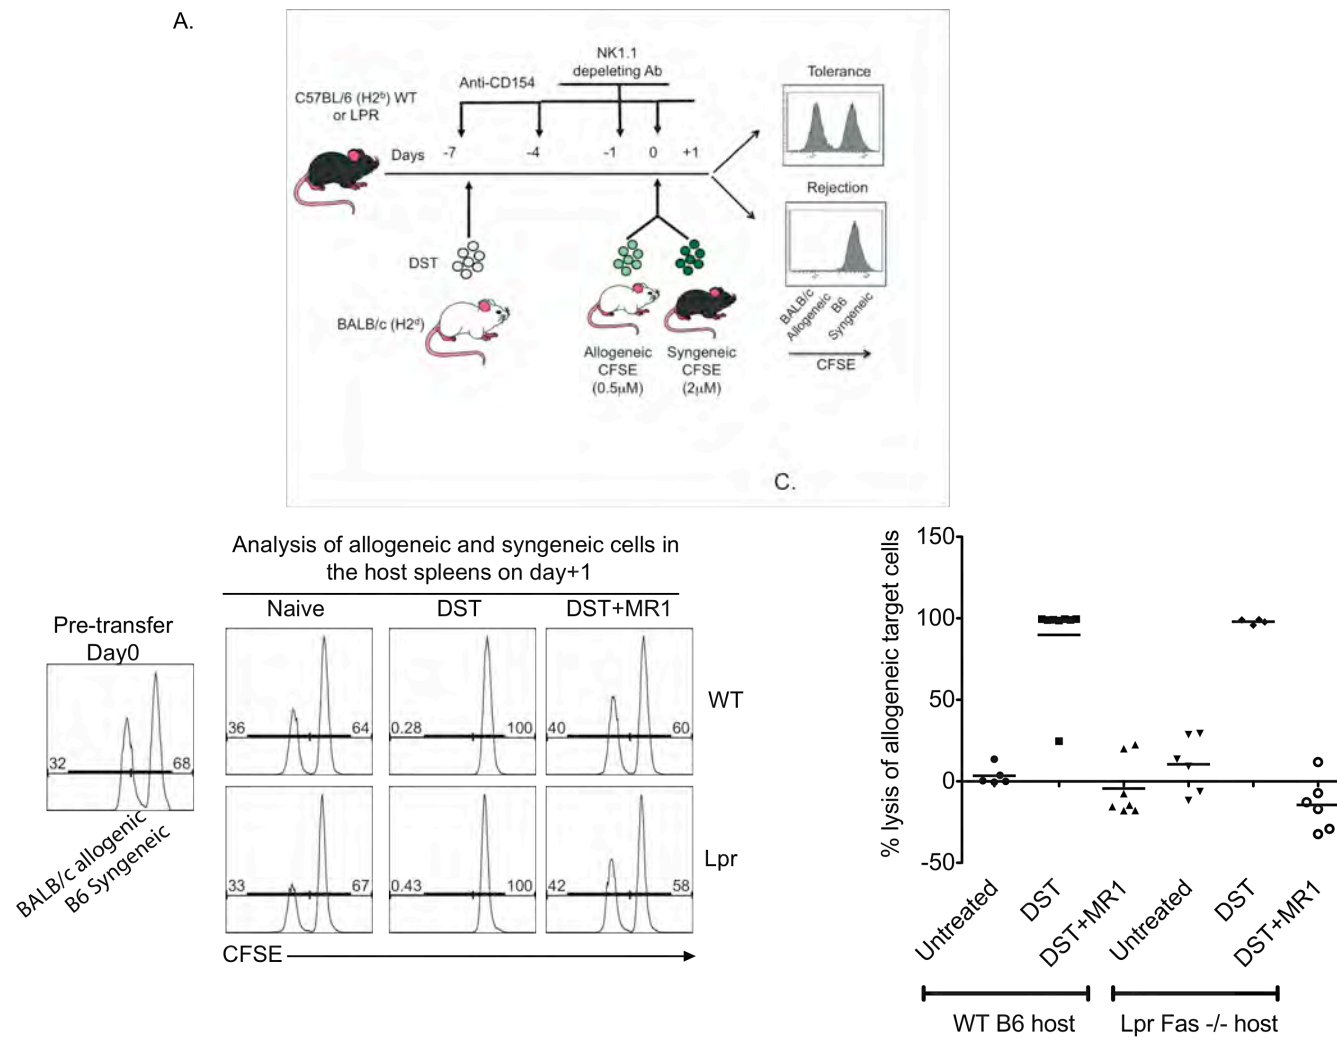 A.
NK1.1
depeleting Ab
Anti-CD154
C57BL/6 (H2ᵇ) WT
or LPR
Days -7 -4 -1 0 +1
DST
BALB/c (H2ᵈ)
Allogeneic
CFSE
(0.5µM)
Syngeneic
CFSE
(2µM)
Tolerance
Rejection
BALB/c
Allogeneic
B6
Syngeneic
CFSE
C.
Analysis of allogeneic and syngeneic cells in
the host spleens on day+1
Naive DST DST+MR1
Pre-transfer
Day0
32 68
BALB/c allogenic
B6 Syngeneic
36 64 0.28 100 40 60
WT
33 67 0.43 100 42 58
Lpr
CFSE
% lysis of allogeneic target cells
150
100
50
0
-50
Untreated
DST
DST+MR1
Untreated
DST
DST+MR1
WT B6 host
Lpr Fas -/- host